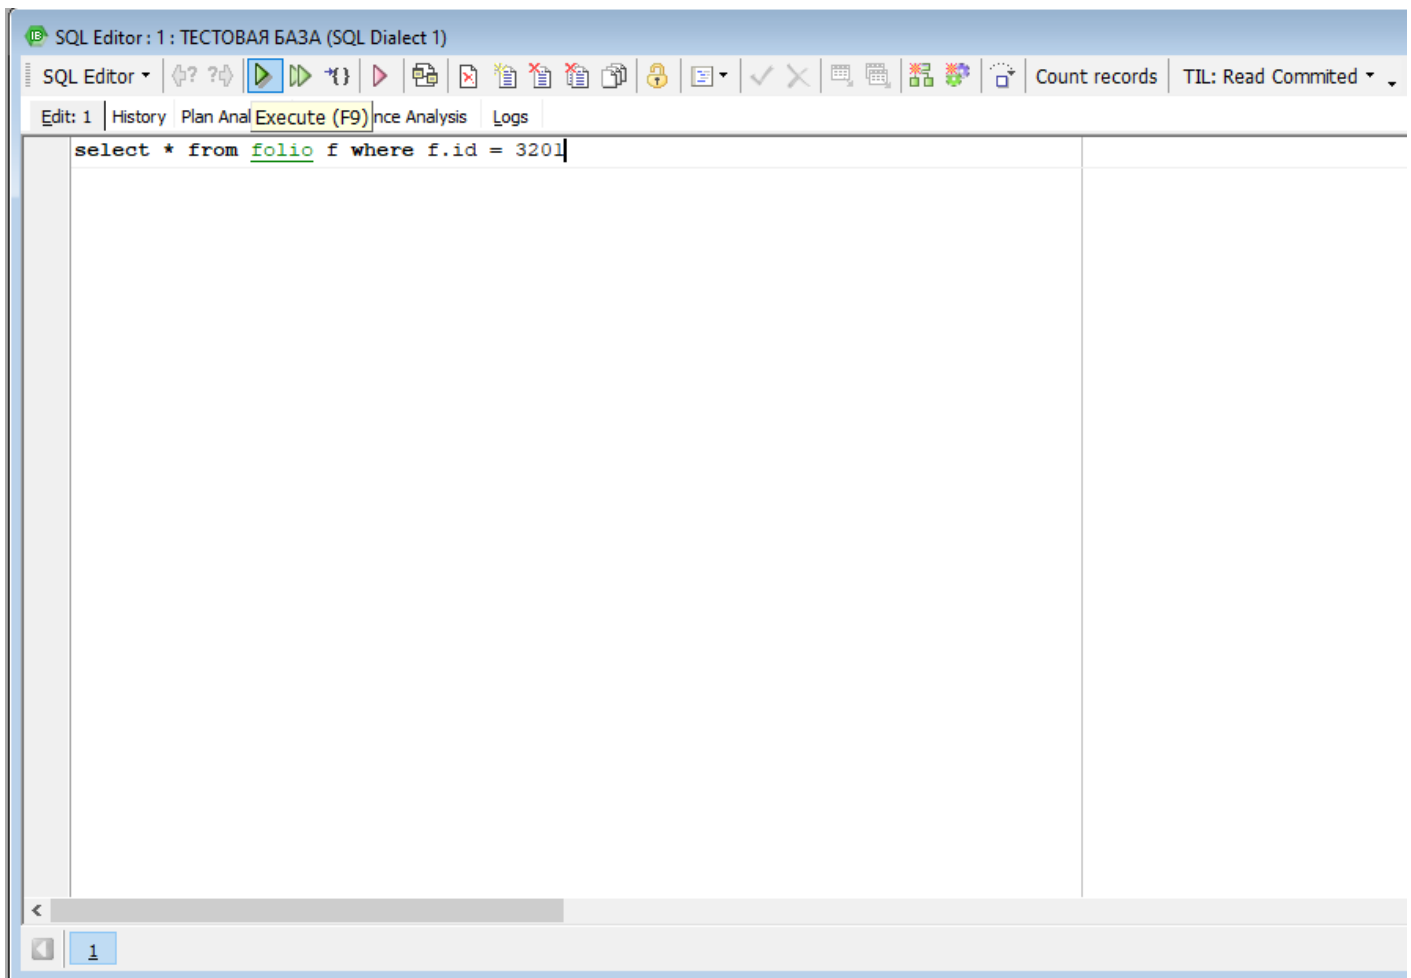 SQL Editor : 1 : ТЕСТОВАЯ БАЗА (SQL Dialect 1)
SQL Editor Count records TIL: Read Commited
Edit: 1 History Plan Anal Execute (F9) nce Analysis Logs
select * from folio f where f.id = 3201
1